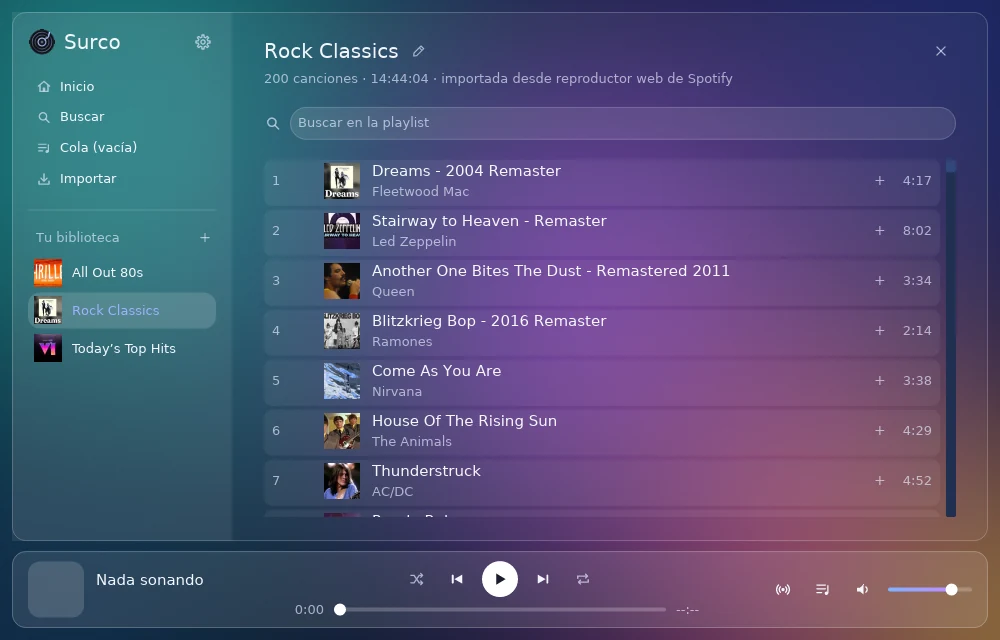 Surco
Inicio
Buscar
Cola (vacía)
Importar
Tu biblioteca
All Out 80s
Rock Classics
Today’s Top Hits
Rock Classics
200 canciones · 14:44:04 · importada desde reproductor web de Spotify
Buscar en la playlist
1 Dreams - 2004 Remaster + 4:17
Fleetwood Mac
2 Stairway to Heaven - Remaster + 8:02
Led Zeppelin
3 Another One Bites The Dust - Remastered 2011 + 3:34
Queen
4 Blitzkrieg Bop - 2016 Remaster + 2:14
Ramones
5 Come As You Are + 3:38
Nirvana
6 House Of The Rising Sun + 4:29
The Animals
7 Thunderstruck + 4:52
AC/DC
Nada sonando
0:00 --:--